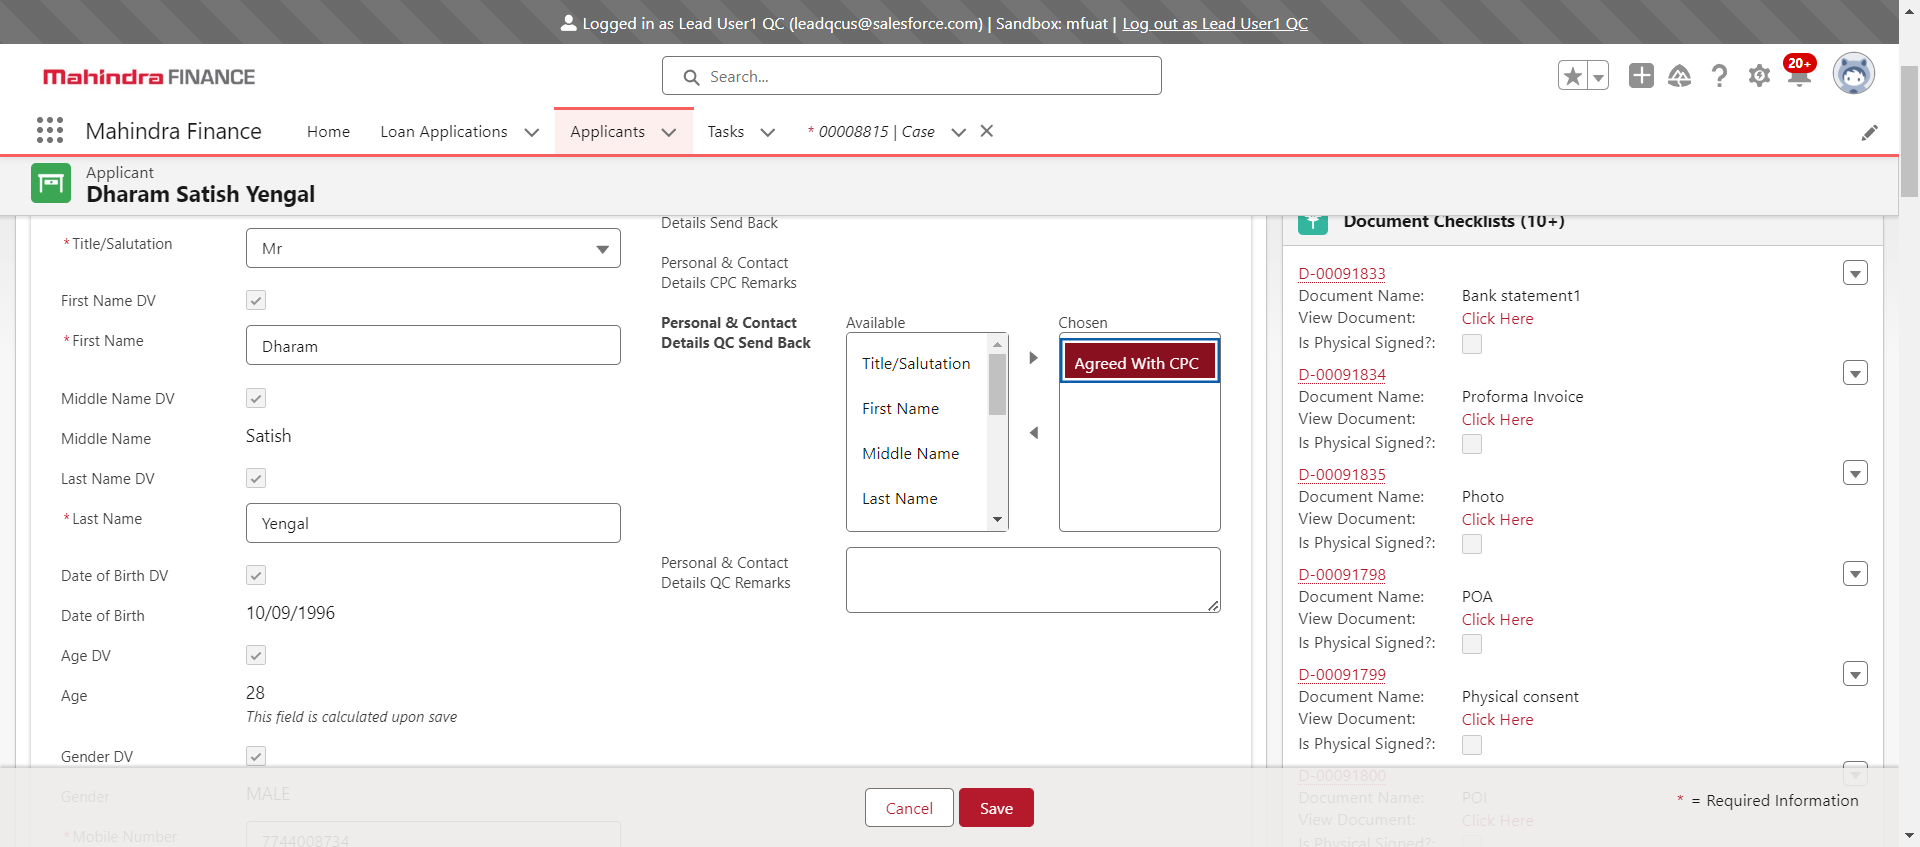 Logged in as Lead User1 QC (leadqcus@salesforce.com) | Sandbox: mfuat | Log out as Lead User1 QC
Mahindra FINANCE
Search...
20+
Mahindra Finance
Home
Loan Applications
Applicants
Tasks
* 00008815 | Case
Applicant
Dharam Satish Yengal
*Title/Salutation
Mr
First Name DV
*First Name
Dharam
Middle Name DV
Middle Name
Satish
Last Name DV
*Last Name
Yengal
Date of Birth DV
Date of Birth
10/09/1996
Age DV
Age
28
This field is calculated upon save
Gender DV
Gender
MALE
*Mobile Number
7744008734
Details Send Back
Personal & Contact
Details CPC Remarks
Personal & Contact
Details QC Send Back
Available
Title/Salutation
First Name
Middle Name
Last Name
Chosen
Agreed With CPC
Personal & Contact
Details QC Remarks
Document Checklists (10+)
D-00091833
Document Name: Bank statement1
View Document: Click Here
Is Physical Signed?:
D-00091834
Document Name: Proforma Invoice
View Document: Click Here
Is Physical Signed?:
D-00091835
Document Name: Photo
View Document: Click Here
Is Physical Signed?:
D-00091798
Document Name: POA
View Document: Click Here
Is Physical Signed?:
D-00091799
Document Name: Physical consent
View Document: Click Here
Is Physical Signed?:
D-00091800
Document Name: POI
View Document: Click Here
Is Physical Signed?:
Cancel
Save
* = Required Information